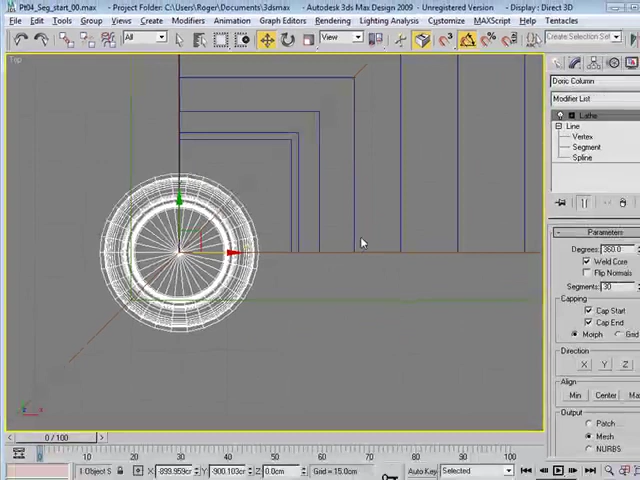 Pt04_Seg_start_00.max - Project Folder: C:\Users\Roger\Documents\3dsmax - Autodesk 3ds Max Design 2009 - Unregistered Version - Display : Direct 3D
File Edit Tools Group Views Create Modifiers Animation Graph Editors Rendering Lighting Analysis Customize MAXScript Help Tentacles
All View Create Selection Set
Top
Doric Column
Modifier List
Lathe
Line
Vertex
Segment
Spline
Parameters
Degrees: 360.0
Weld Core
Flip Normals
Segments: 30
Capping
Cap Start
Cap End
Morph Grid
Direction
X Y Z
Align
Min Center Ma
Output
Patch
Mesh
NURBS
0 / 100
0 10 20 30 40 50 60 70 80 90 100
1 Object S X: -899.959cm Y: -900.103cm Z: 0.0cm Grid = 15.0cm Auto Key Selected